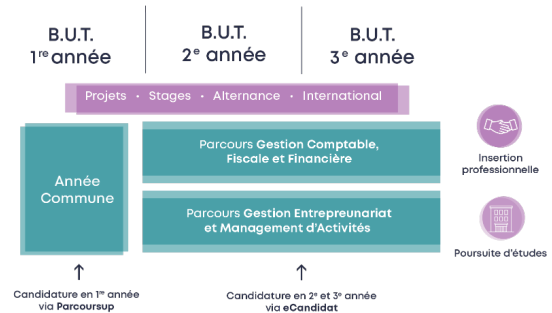 B.U.T.
1re année
B.U.T.
2e année
B.U.T.
3e année
Projets • Stages • Alternance • International
Année
Commune
Parcours Gestion Comptable,
Fiscale et Financière
Parcours Gestion Entrepreunariat
et Management d'Activités
Insertion
professionnelle
Poursuite d'études
Candidature en 1re année
via Parcoursup
Candidature en 2e et 3e année
via eCandidat